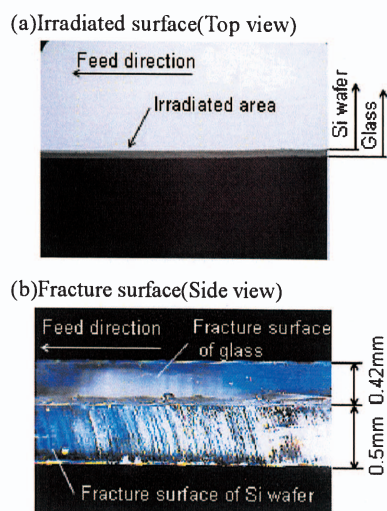 (a)Irradiated surface(Top view)
Feed direction
Irradiated area
Si wafer
Glass
(b)Fracture surface(Side view)
Feed direction
Fracture surface
of glass
0.42mm
0.5mm
Fracture surface of Si wafer